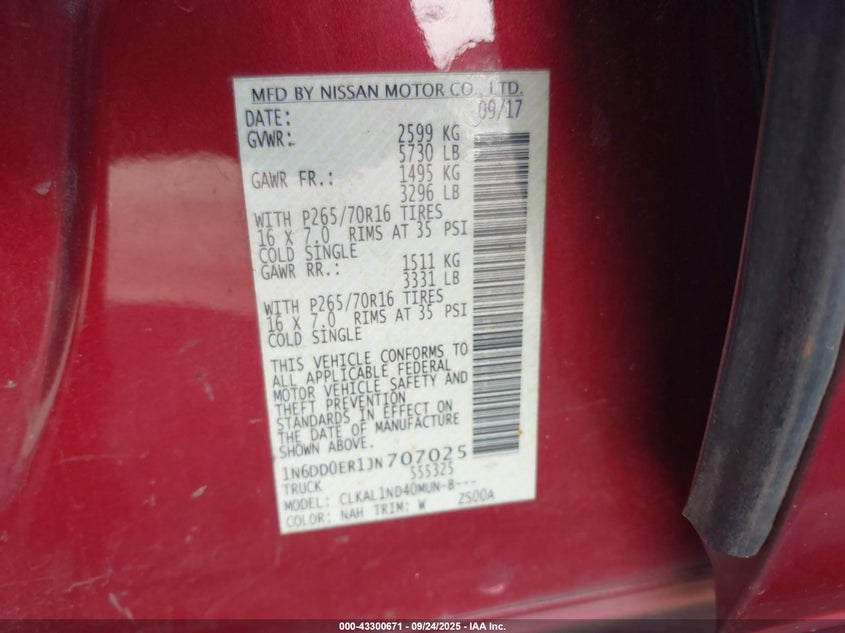 MFD BY NISSAN MOTOR CO., LTD.
DATE: 09/17
GVWR: 2599 KG
5730 LB
GAWR FR.: 1495 KG
3296 LB
WITH P265/70R16 TIRES
16 X 7.0 RIMS AT 35 PSI
COLD SINGLE
GAWR RR.: 1511 KG
3331 LB
WITH P265/70R16 TIRES
16 X 7.0 RIMS AT 35 PSI
COLD SINGLE
THIS VEHICLE CONFORMS TO
ALL APPLICABLE FEDERAL
MOTOR VEHICLE SAFETY AND
THEFT PREVENTION
STANDARDS IN EFFECT ON
THE DATE OF MANUFACTURE
SHOWN ABOVE.
1N6DD0ER1JN707025
TRUCK 555325
MODEL: CLKAL1ND40MUN-B---
COLOR: NAH TRIM: W ZS00A
000-43300671 - 09/24/2025 - IAA Inc.